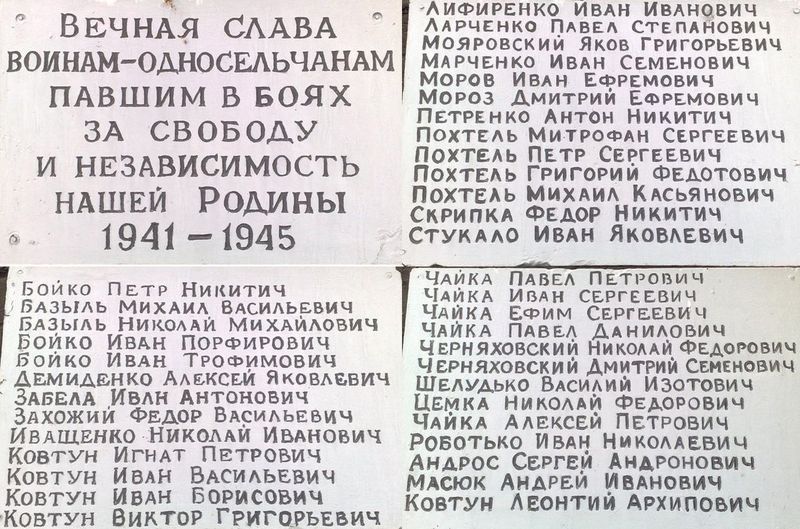 Вечная слава
воинам-односельчанам
павшим в боях
за свободу
и независимость
нашей Родины
1941 – 1945
Лифиренко Иван Иванович
Ларченко Павел Степанович
Мояровский Яков Григорьевич
Марченко Иван Семенович
Моров Иван Ефремович
Мороз Дмитрий Ефремович
Петренко Антон Никитич
Похтель Митрофан Сергеевич
Похтель Петр Сергеевич
Похтель Григорий Федотович
Похтель Михаил Касьянович
Скрипка Федор Никитич
Стукало Иван Яковлевич
Бойко Петр Никитич
Базыль Михаил Васильевич
Базыль Николай Михайлович
Бойко Иван Порфирович
Бойко Иван Трофимович
Демиденко Алексей Яковлевич
Забела Иван Антонович
Захожий Федор Васильевич
Иващенко Николай Иванович
Ковтун Игнат Петрович
Ковтун Иван Васильевич
Ковтун Иван Борисович
Ковтун Виктор Григорьевич
Чайка Павел Петрович
Чайка Иван Сергеевич
Чайка Ефим Сергеевич
Чайка Павел Данилович
Черняховский Николай Федорович
Черняховский Дмитрий Семенович
Шелудько Василий Изотович
Цемка Николай Федорович
Чайка Алексей Петрович
Роботько Иван Николаевич
Андрос Сергей Андронович
Масюк Андрей Иванович
Ковтун Леонтий Архипович